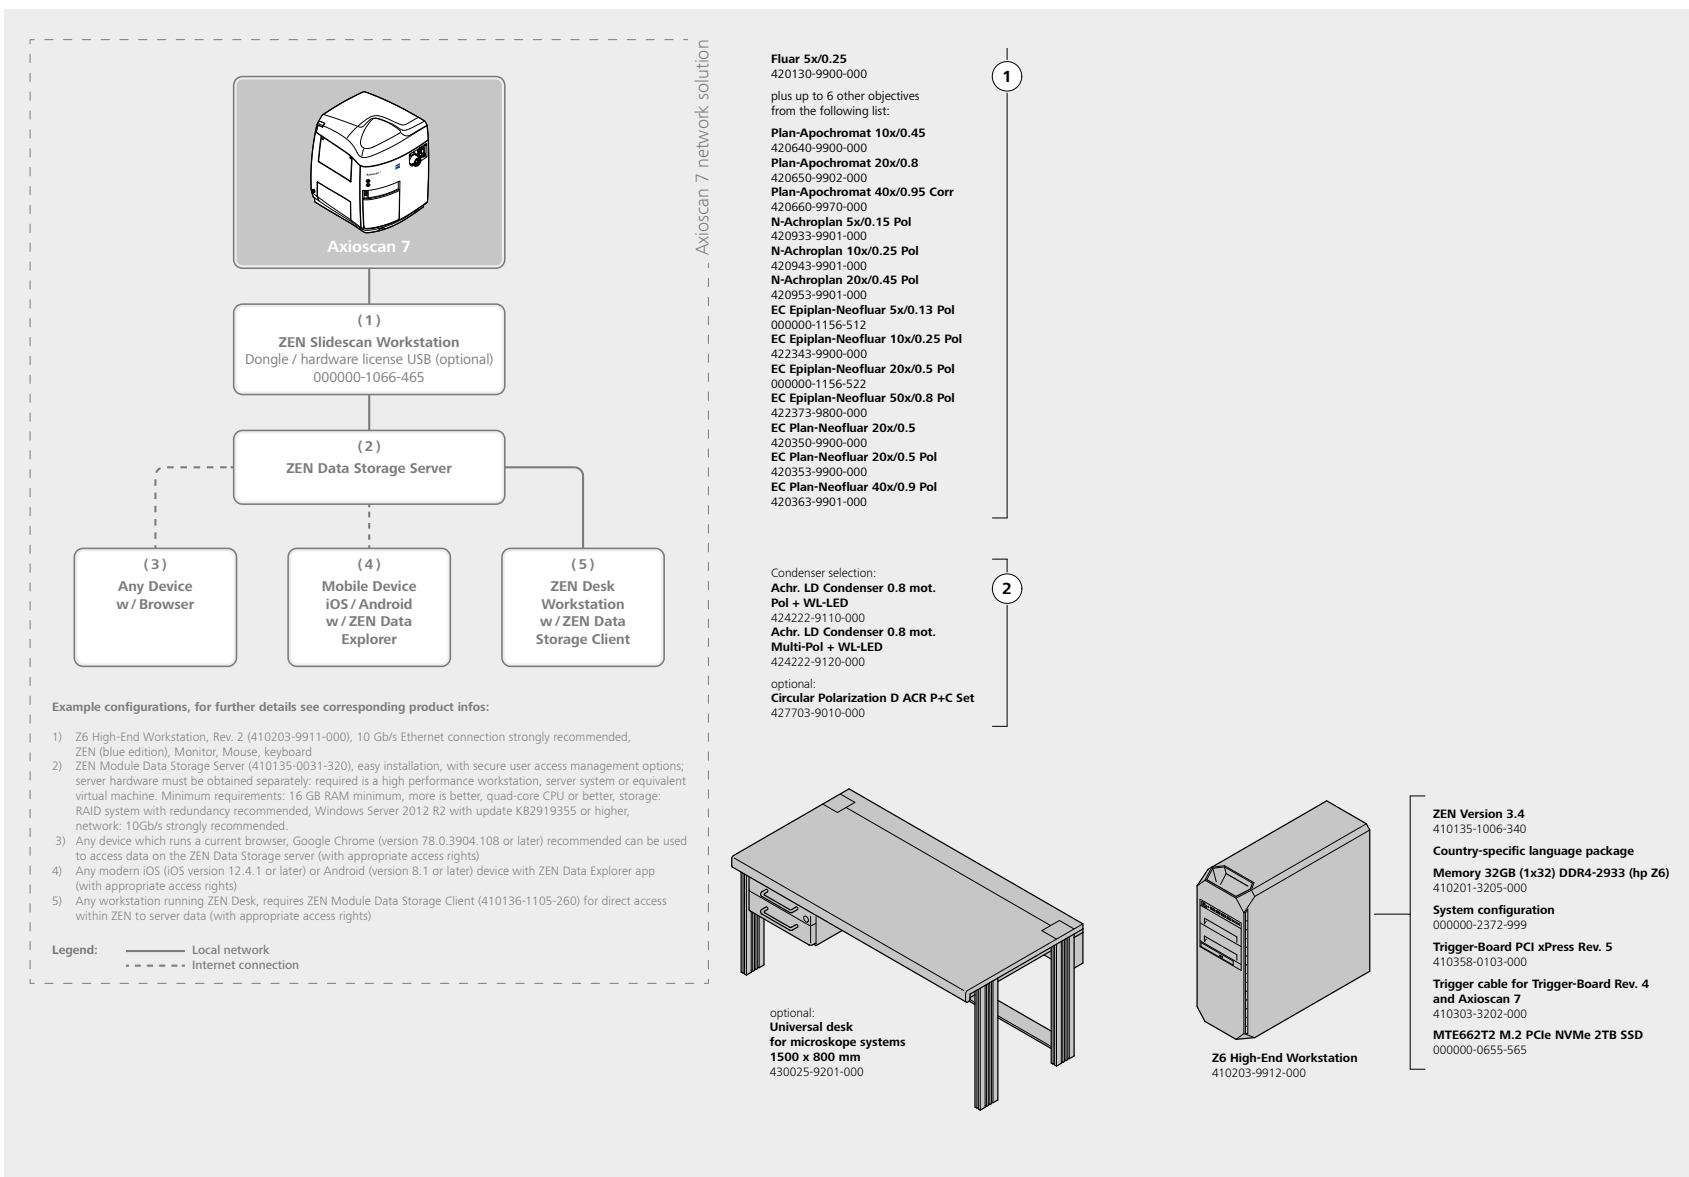 Axioscan 7 network solution
Axioscan 7
(1)
ZEN Slidescan Workstation
Dongle / hardware license USB (optional)
000000-1066-465
(2)
ZEN Data Storage Server
(3)
Any Device
w / Browser
(4)
Mobile Device
iOS / Android
w / ZEN Data
Explorer
(5)
ZEN Desk
Workstation
w / ZEN Data
Storage Client
Example configurations, for further details see corresponding product infos:
1) Z6 High-End Workstation, Rev. 2 (410203-9911-000), 10 Gb/s Ethernet connection strongly recommended,
ZEN (blue edition), Monitor, Mouse, keyboard
2) ZEN Module Data Storage Server (410135-0031-320), easy installation, with secure user access management options;
server hardware must be obtained separately: required is a high performance workstation, server system or equivalent
virtual machine. Minimum requirements: 16 GB RAM minimum, more is better, quad-core CPU or better, storage:
RAID system with redundancy recommended, Windows Server 2012 R2 with update KB2919355 or higher,
network: 10Gb/s strongly recommended.
3) Any device which runs a current browser, Google Chrome (version 78.0.3904.108 or later) recommended can be used
to access data on the ZEN Data Storage server (with appropriate access rights)
4) Any modern iOS (iOS version 12.4.1 or later) or Android (version 8.1 or later) device with ZEN Data Explorer app
(with appropriate access rights)
5) Any workstation running ZEN Desk, requires ZEN Module Data Storage Client (410136-1105-260) for direct access
within ZEN to server data (with appropriate access rights)
Legend:
Local network
Internet connection
Fluar 5x/0.25
420130-9900-000
plus up to 6 other objectives
from the following list:
Plan-Apochromat 10x/0.45
420640-9900-000
Plan-Apochromat 20x/0.8
420650-9902-000
Plan-Apochromat 40x/0.95 Corr
420660-9970-000
N-Achroplan 5x/0.15 Pol
420933-9901-000
N-Achroplan 10x/0.25 Pol
420943-9901-000
N-Achroplan 20x/0.45 Pol
420953-9901-000
EC Epiplan-Neofluar 5x/0.13 Pol
000000-1156-512
EC Epiplan-Neofluar 10x/0.25 Pol
422343-9900-000
EC Epiplan-Neofluar 20x/0.5 Pol
000000-1156-522
EC Epiplan-Neofluar 50x/0.8 Pol
422373-9800-000
EC Plan-Neofluar 20x/0.5
420350-9900-000
EC Plan-Neofluar 20x/0.5 Pol
420353-9900-000
EC Plan-Neofluar 40x/0.9 Pol
420363-9901-000
1
Condenser selection:
Achr. LD Condenser 0.8 mot.
Pol + WL-LED
424222-9110-000
Achr. LD Condenser 0.8 mot.
Multi-Pol + WL-LED
424222-9120-000
optional:
Circular Polarization D ACR P+C Set
427703-9010-000
2
optional:
Universal desk
for microskope systems
1500 x 800 mm
430025-9201-000
Z6 High-End Workstation
410203-9912-000
ZEN Version 3.4
410135-1006-340
Country-specific language package
Memory 32GB (1x32) DDR4-2933 (hp Z6)
410201-3205-000
System configuration
000000-2372-999
Trigger-Board PCI xPress Rev. 5
410358-0103-000
Trigger cable for Trigger-Board Rev. 4
and Axioscan 7
410303-3202-000
MTE662T2 M.2 PCIe NVMe 2TB SSD
000000-0655-565